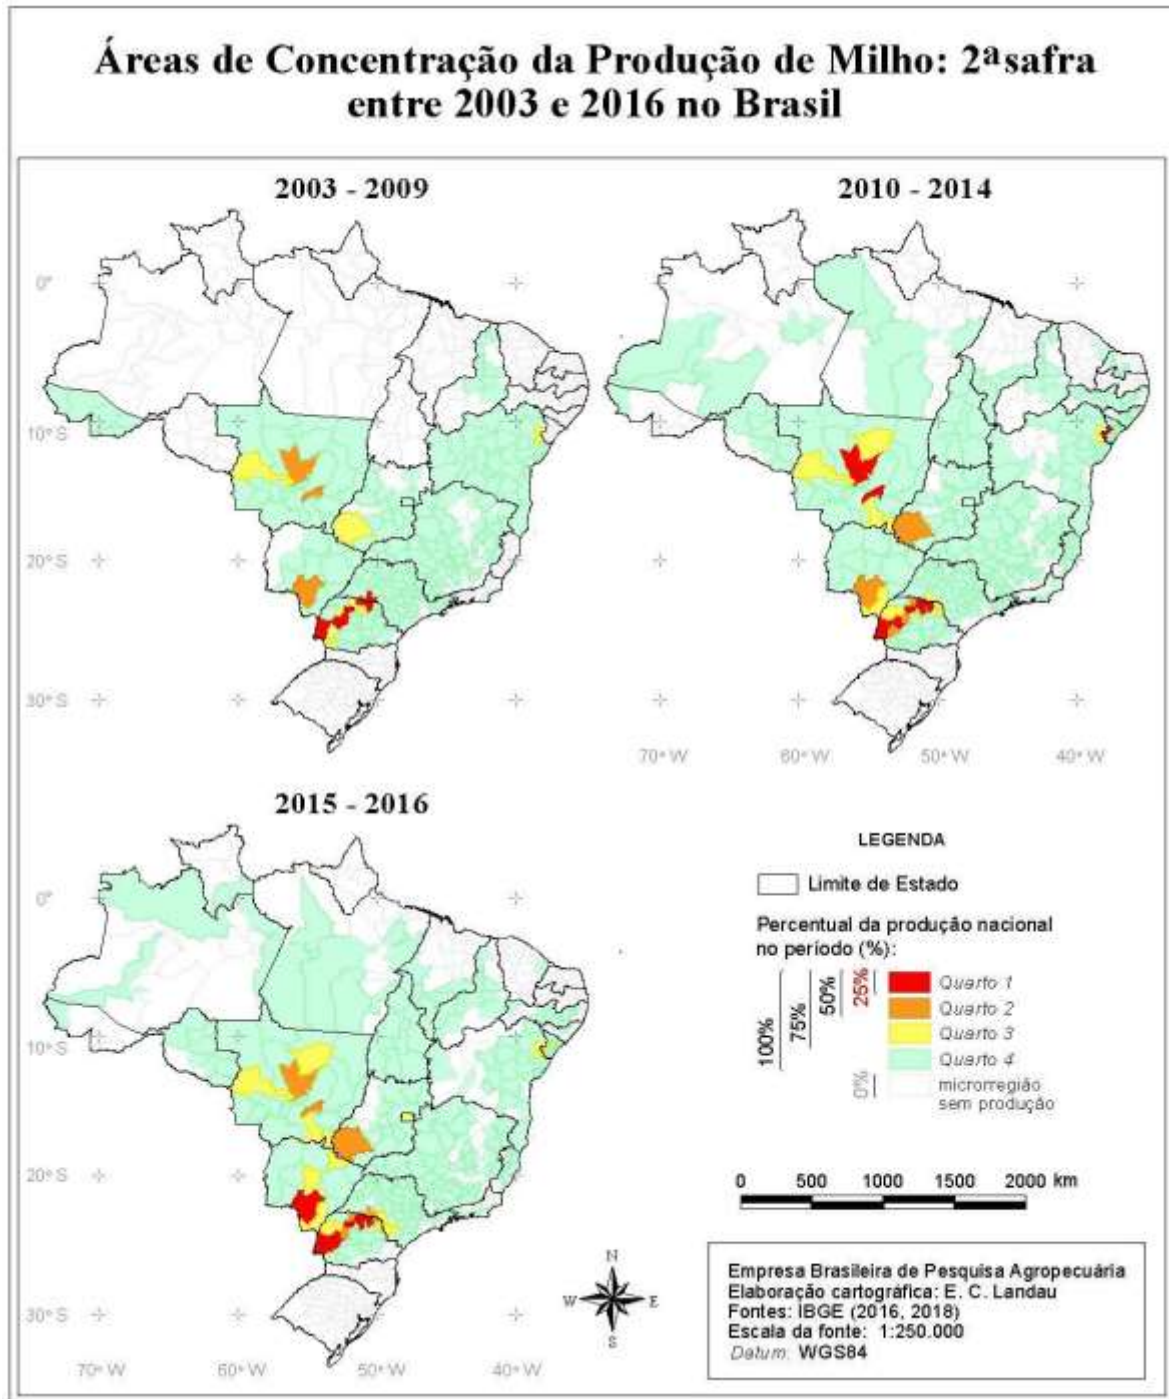 Áreas de Concentração da Produção de Milho: 2ªsafra
entre 2003 e 2016 no Brasil
2003 - 2009
2010 - 2014
0°
10°S
20°S
30°S
70°W
60°W
50°W
40°W
2015 - 2016
0°
10°S
20°S
30°S
70°W
60°W
50°W
40°W
LEGENDA
Limite de Estado
Percentual da produção nacional
no período (%):
100%
75%
50%
25%
0%
Quarto 1
Quarto 2
Quarto 3
Quarto 4
microrregião
sem produção
0 500 1000 1500 2000 km
N
W E
S
Empresa Brasileira de Pesquisa Agropecuária
Elaboração cartográfica: E. C. Landau
Fontes: IBGE (2016, 2018)
Escala da fonte: 1:250.000
Datum: WGS84